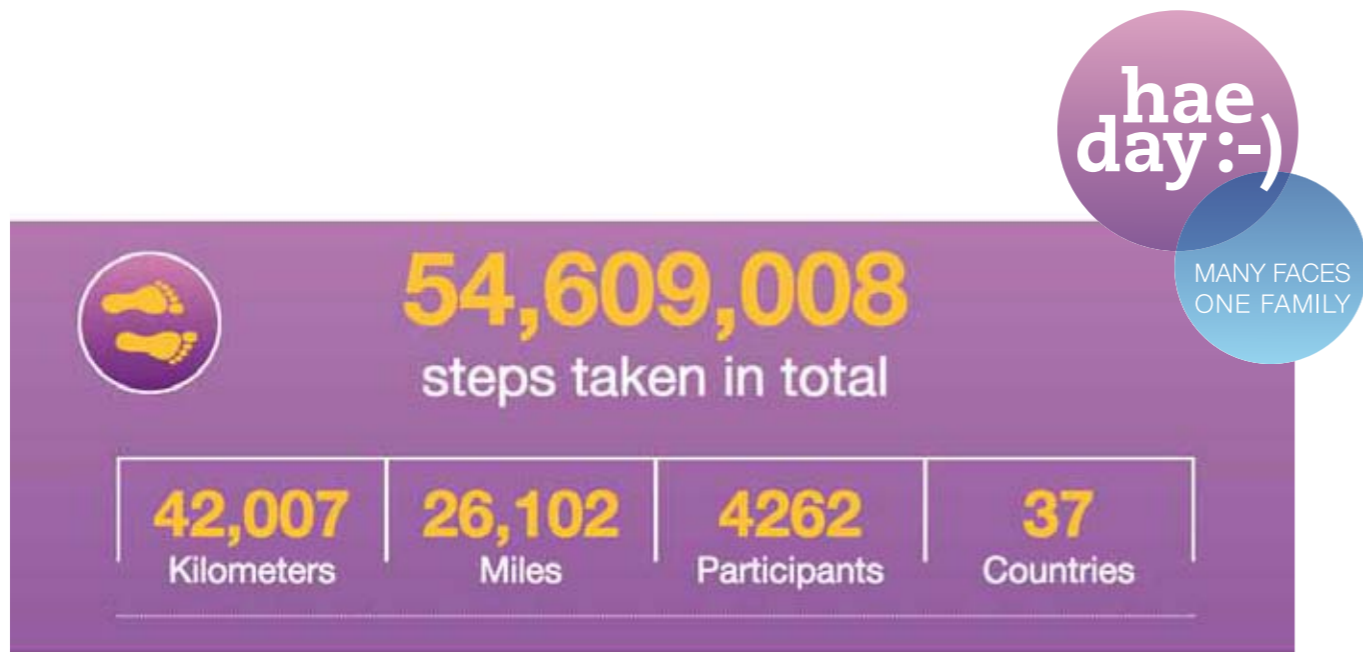 hae
day :-)
MANY FACES
ONE FAMILY
54,609,008
steps taken in total
42,007
Kilometers
26,102
Miles
4262
Participants
37
Countries